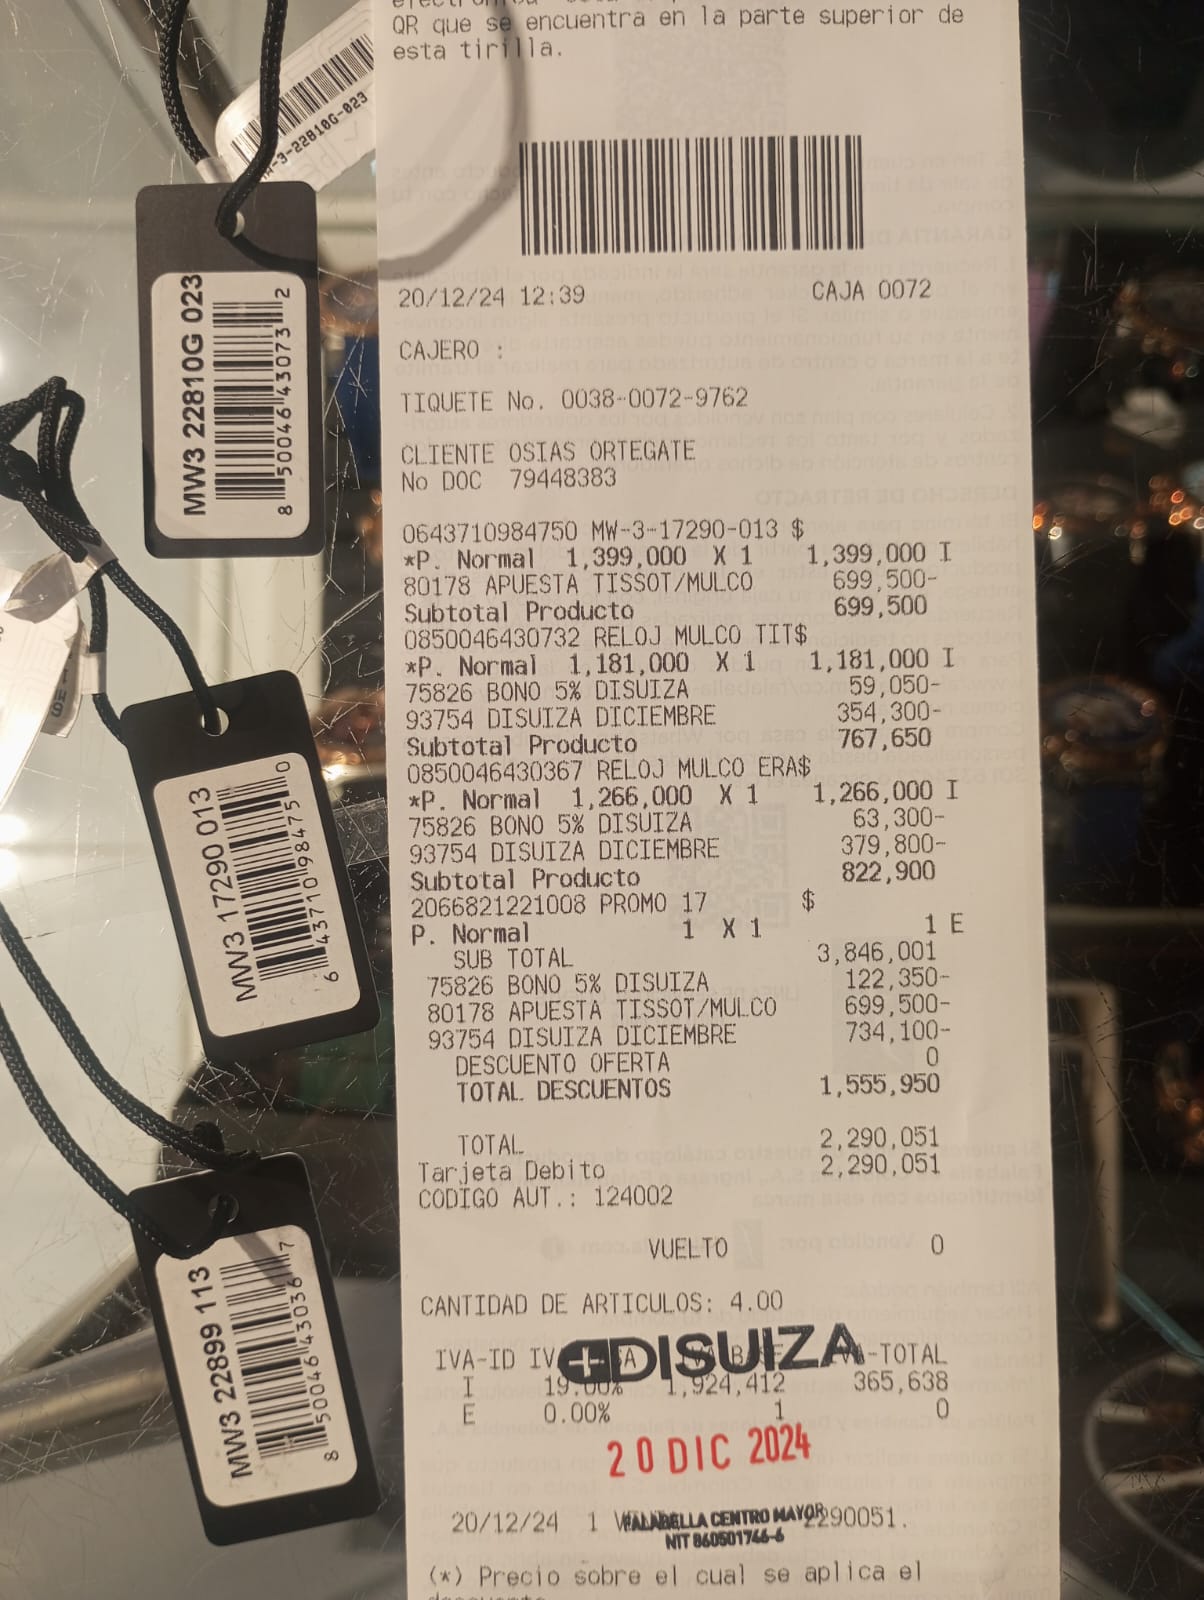 QR que se encuentra en la parte superior de
esta tirilla.
20/12/24 12:39 CAJA 0072
CAJERO :
TIQUETE No. 0038-0072-9762
CLIENTE OSIAS ORTEGATE
No DOC 79448383
0643710984750 MW-3-17290-013 $
*P. Normal 1,399,000 X 1 1,399,000 I
80178 APUESTA TISSOT/MULCO 699,500-
Subtotal Producto 699,500
0850046430732 RELOJ MULCO TIT$
*P. Normal 1,181,000 X 1 1,181,000 I
75826 BONO 5% DISUIZA 59,050-
93754 DISUIZA DICIEMBRE 354,300-
Subtotal Producto 767,650
0850046430367 RELOJ MULCO ERA$
*P. Normal 1,266,000 X 1 1,266,000 I
75826 BONO 5% DISUIZA 63,300-
93754 DISUIZA DICIEMBRE 379,800-
Subtotal Producto 822,900
2066821221008 PROMO 17 $
P. Normal 1 X 1 1 E
SUB TOTAL 3,846,001
75826 BONO 5% DISUIZA 122,350-
80178 APUESTA TISSOT/MULCO 699,500-
93754 DISUIZA DICIEMBRE 734,100-
DESCUENTO OFERTA 0
TOTAL DESCUENTOS 1,555,950
TOTAL 2,290,051
Tarjeta Debito 2,290,051
CODIGO AUT.: 124002
VUELTO 0
CANTIDAD DE ARTICULOS: 4.00
DISUIZA
IVA-ID -TOTAL
I 19.00% 1,924,412 365,638
E 0.00% 1 0
20 DIC 2024
20/12/24 1 2290051.
FALABELLA CENTRO MAYOR
NIT 860501766-6
(*) Precio sobre el cual se aplica el
-3-22810G-023
MW3 22810G 023
8 50046 43073 2
MW3 17290 013
6 43710 98475 0
MW3 22899 113
8 50046 43036 7